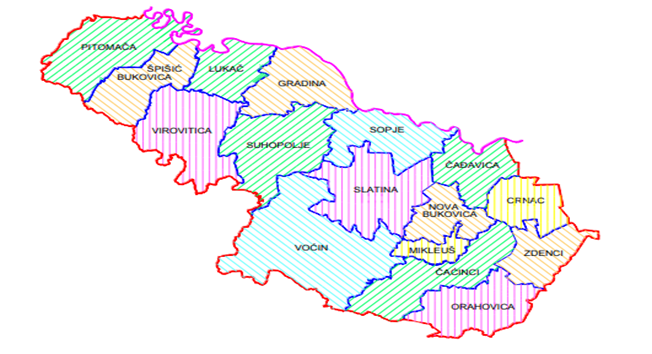 PITOMAČA
ŠPIŠIĆ
BUKOVICA
LUKAČ
GRADINA
VIROVITICA
SUHOPOLJE
SOPJE
ČAĐAVICA
SLATINA
CRNAC
NOVA
BUKOVICA
VOĆIN
MIKLEUŠ
ZDENCI
ČAČINCI
ORAHOVICA